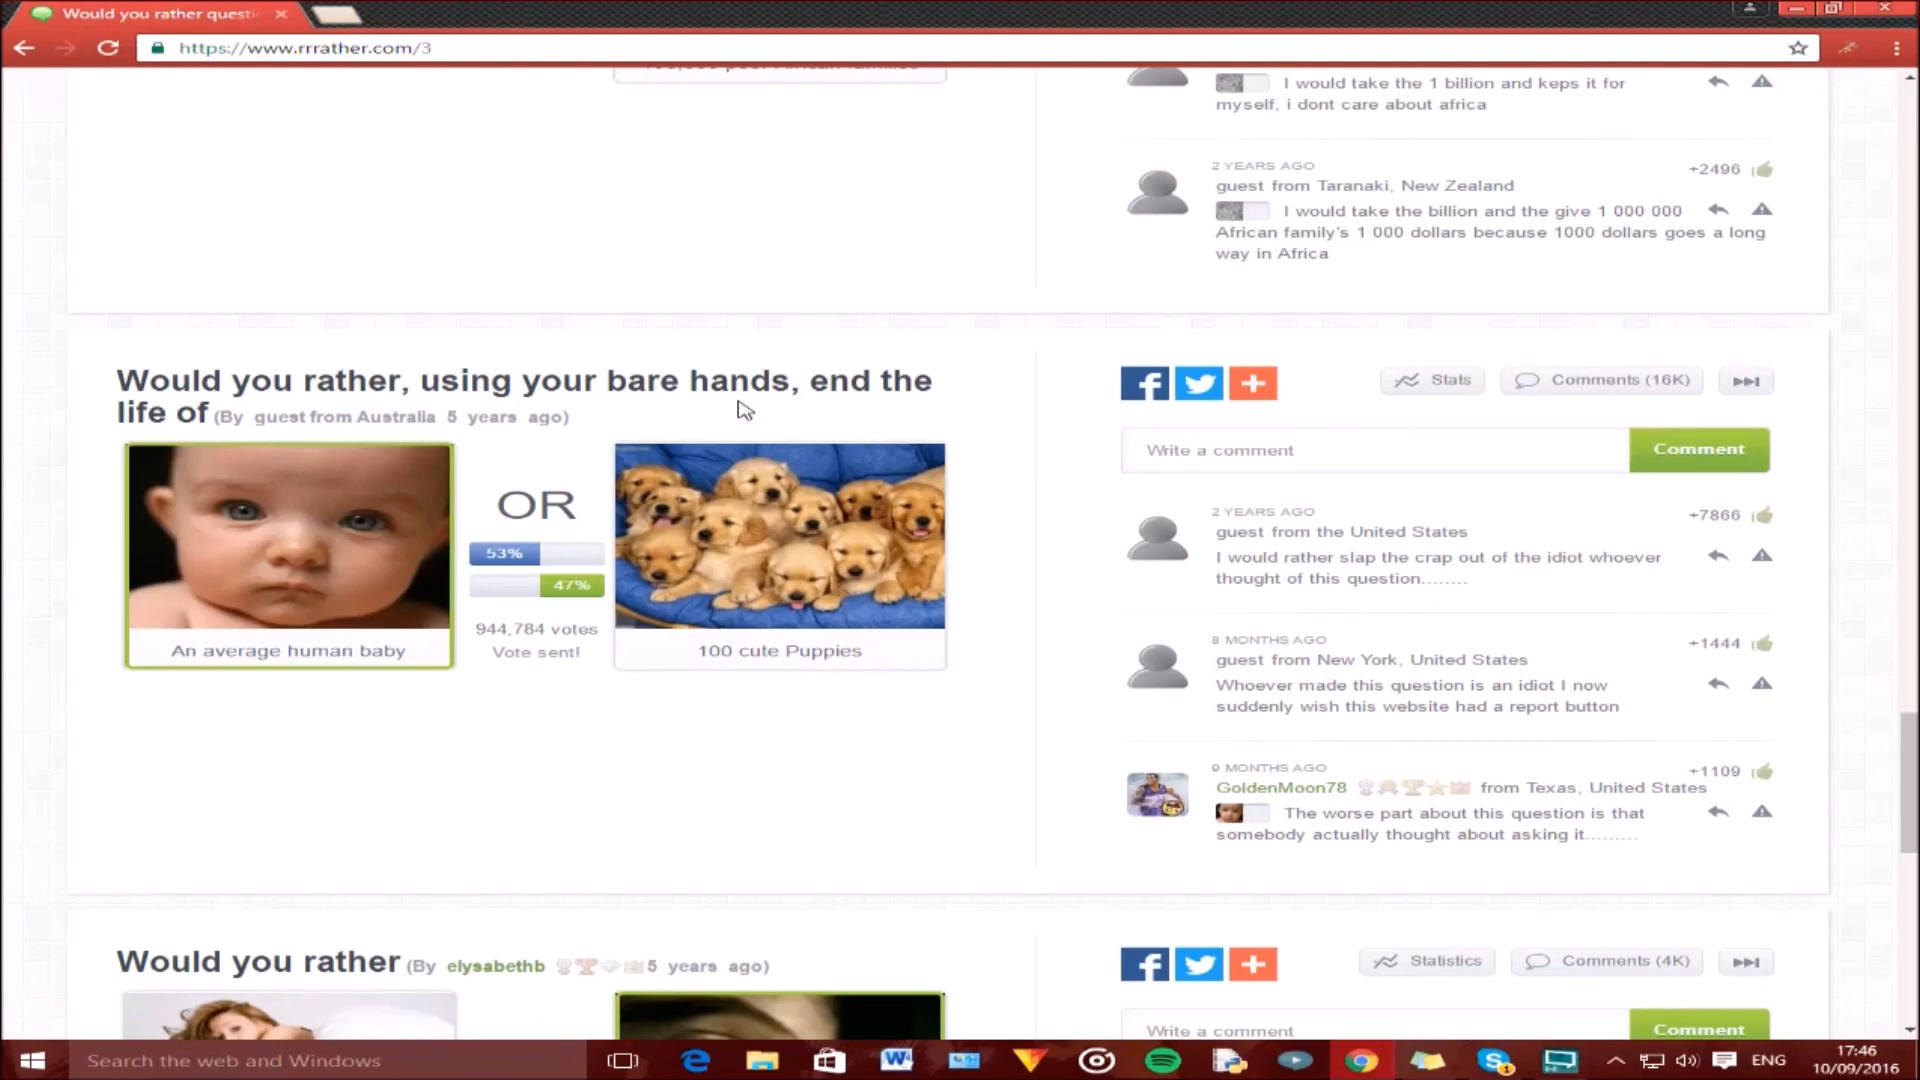 Would you rather questi
https://www.rrrather.com/3
I would take the 1 billion and keps it for
myself, i dont care about africa
2 YEARS AGO
+2496
guest from Taranaki, New Zealand
I would take the billion and the give 1 000 000
African family's 1 000 dollars because 1000 dollars goes a long
way in Africa
Would you rather, using your bare hands, end the
life of (By guest from Australia 5 years ago)
OR
53%
47%
944,784 votes
Vote sent!
An average human baby
100 cute Puppies
Stats
Comments (16K)
Write a comment
Comment
2 YEARS AGO
+7866
guest from the United States
I would rather slap the crap out of the idiot whoever
thought of this question........
8 MONTHS AGO
+1444
guest from New York, United States
Whoever made this question is an idiot I now
suddenly wish this website had a report button
9 MONTHS AGO
+1109
GoldenMoon78 from Texas, United States
The worse part about this question is that
somebody actually thought about asking it.........
Would you rather (By elysabethb 5 years ago)
Statistics
Comments (4K)
Write a comment
Comment
Search the web and Windows
ENG
17:46
10/09/2016